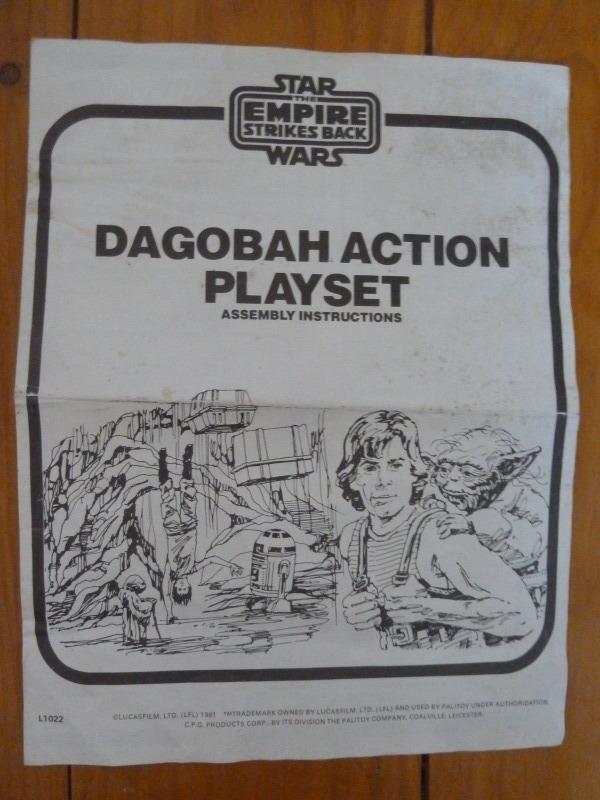 STAR
THE
EMPIRE
STRIKES BACK
WARS
DAGOBAH ACTION
PLAYSET
ASSEMBLY INSTRUCTIONS
L1022
©LUCASFILM, LTD. (LFL) 1981 ™TRADEMARK OWNED BY LUCASFILM, LTD. (LFL) AND USED BY PALITOY UNDER AUTHORIZATION.
C.P.G. PRODUCTS CORP., BY ITS DIVISION THE PALITOY COMPANY, COALVILLE, LEICESTER.